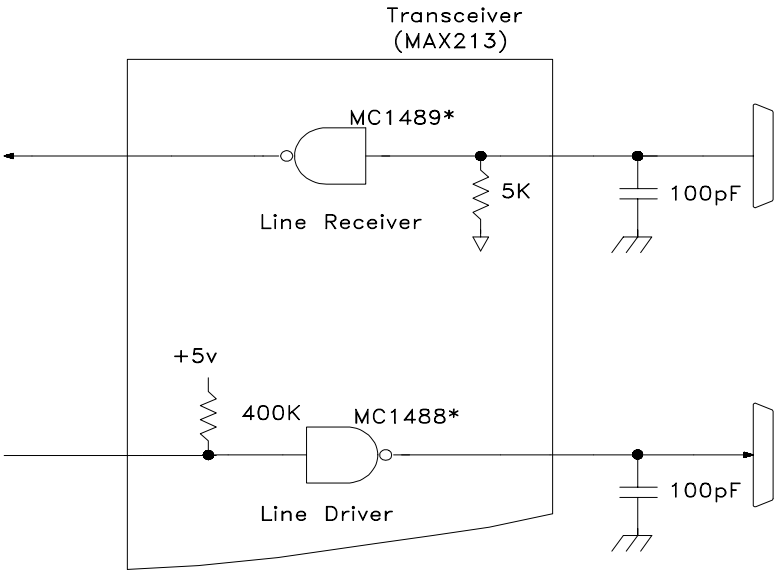 Transceiver
(MAX213)
MC1489*
5K
100pF
Line Receiver
+5v
400K
MC1488*
100pF
Line Driver